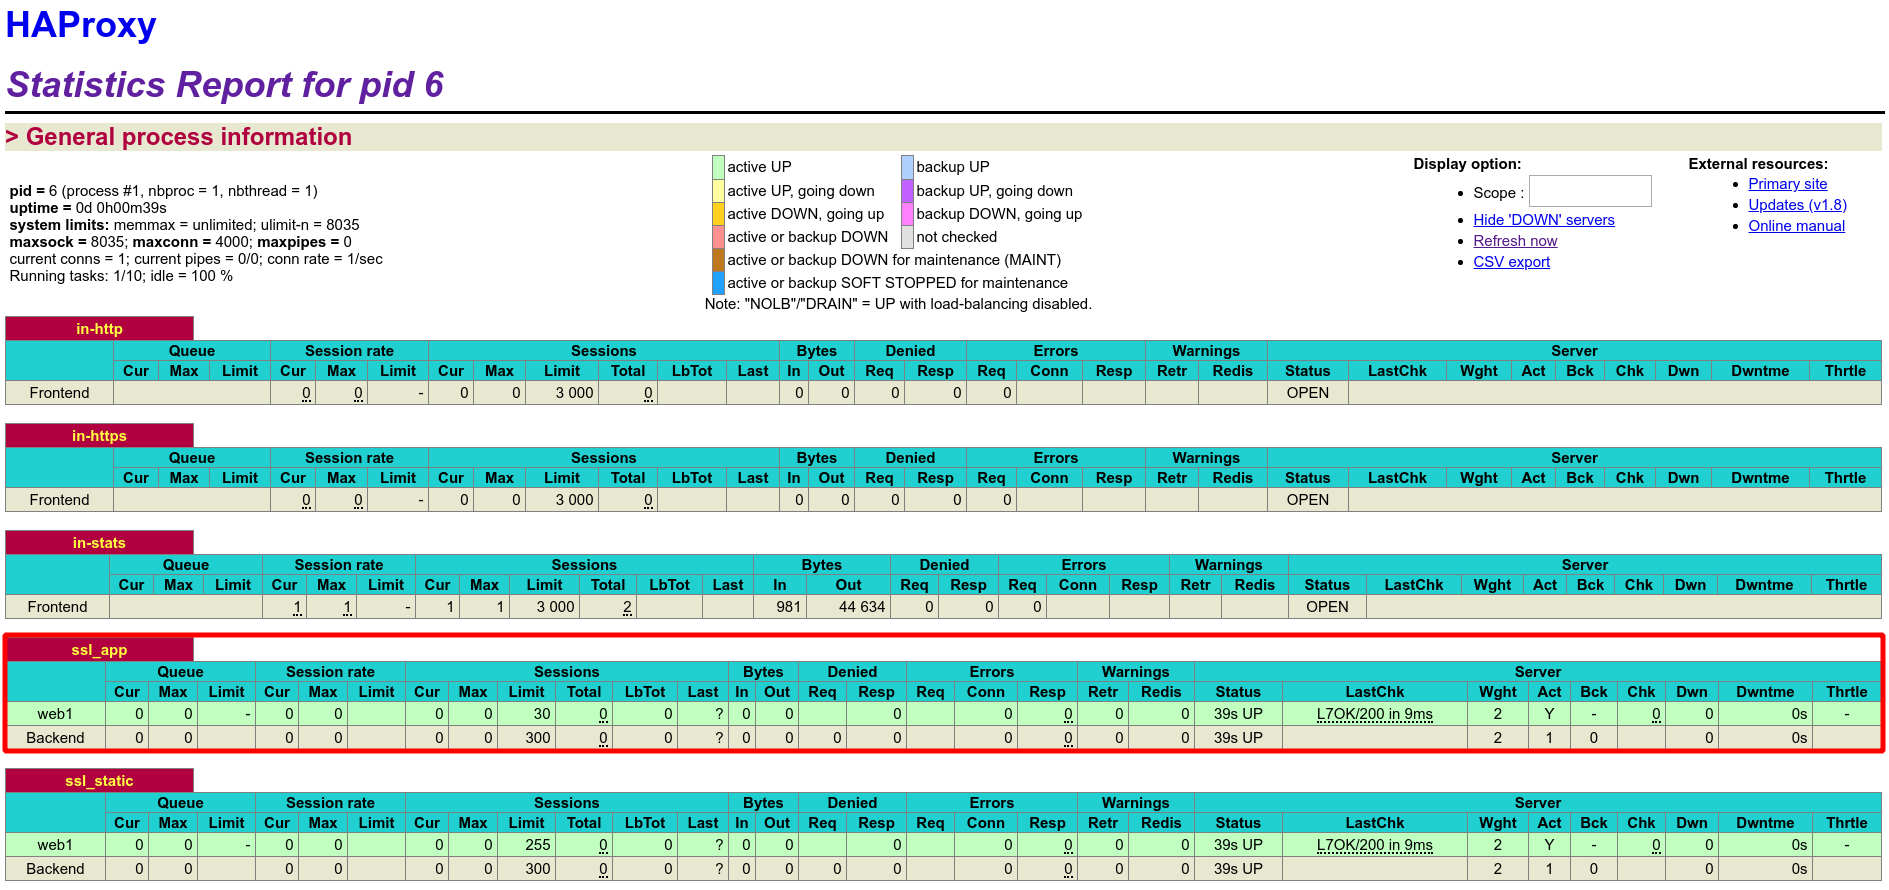 HAProxy
Statistics Report for pid 6
> General process information
pid = 6 (process #1, nbproc = 1, nbthread = 1)
uptime = 0d 0h00m39s
system limits: memmax = unlimited; ulimit-n = 8035
maxsock = 8035; maxconn = 4000; maxpipes = 0
current conns = 1; current pipes = 0/0; conn rate = 1/sec
Running tasks: 1/10; idle = 100 %
active UP backup UP
active UP, going down backup UP, going down
active DOWN, going up backup DOWN, going up
active or backup DOWN not checked
active or backup DOWN for maintenance (MAINT)
active or backup SOFT STOPPED for maintenance
Note: "NOLB"/"DRAIN" = UP with load-balancing disabled.
Display option:
Scope :
Hide 'DOWN' servers
Refresh now
CSV export
External resources:
Primary site
Updates (v1.8)
Online manual
in-http
Queue Session rate Sessions Bytes Denied Errors Warnings Server
Cur Max Limit Cur Max Limit Cur Max Limit Total LbTot Last In Out Req Resp Req Conn Resp Retr Redis Status LastChk Wght Act Bck Chk Dwn Dwntme Thrtle
Frontend 0 0 - 0 0 3 000 0 0 0 0 0 0 OPEN
in-https
Queue Session rate Sessions Bytes Denied Errors Warnings Server
Cur Max Limit Cur Max Limit Cur Max Limit Total LbTot Last In Out Req Resp Req Conn Resp Retr Redis Status LastChk Wght Act Bck Chk Dwn Dwntme Thrtle
Frontend 0 0 - 0 0 3 000 0 0 0 0 0 0 OPEN
in-stats
Queue Session rate Sessions Bytes Denied Errors Warnings Server
Cur Max Limit Cur Max Limit Cur Max Limit Total LbTot Last In Out Req Resp Req Conn Resp Retr Redis Status LastChk Wght Act Bck Chk Dwn Dwntme Thrtle
Frontend 1 1 - 1 1 3 000 2 981 44 634 0 0 0 OPEN
ssl_app
Queue Session rate Sessions Bytes Denied Errors Warnings Server
Cur Max Limit Cur Max Limit Cur Max Limit Total LbTot Last In Out Req Resp Req Conn Resp Retr Redis Status LastChk Wght Act Bck Chk Dwn Dwntme Thrtle
web1 0 0 - 0 0 0 0 30 0 0 ? 0 0 0 0 0 0 0 39s UP L7OK/200 in 9ms 2 Y - 0 0 0s -
Backend 0 0 0 0 0 0 300 0 0 ? 0 0 0 0 0 0 0 0 39s UP 2 1 0 0 0s
ssl_static
Queue Session rate Sessions Bytes Denied Errors Warnings Server
Cur Max Limit Cur Max Limit Cur Max Limit Total LbTot Last In Out Req Resp Req Conn Resp Retr Redis Status LastChk Wght Act Bck Chk Dwn Dwntme Thrtle
web1 0 0 - 0 0 0 0 255 0 0 ? 0 0 0 0 0 0 0 39s UP L7OK/200 in 9ms 2 Y - 0 0 0s -
Backend 0 0 0 0 0 0 300 0 0 ? 0 0 0 0 0 0 0 0 39s UP 2 1 0 0 0s